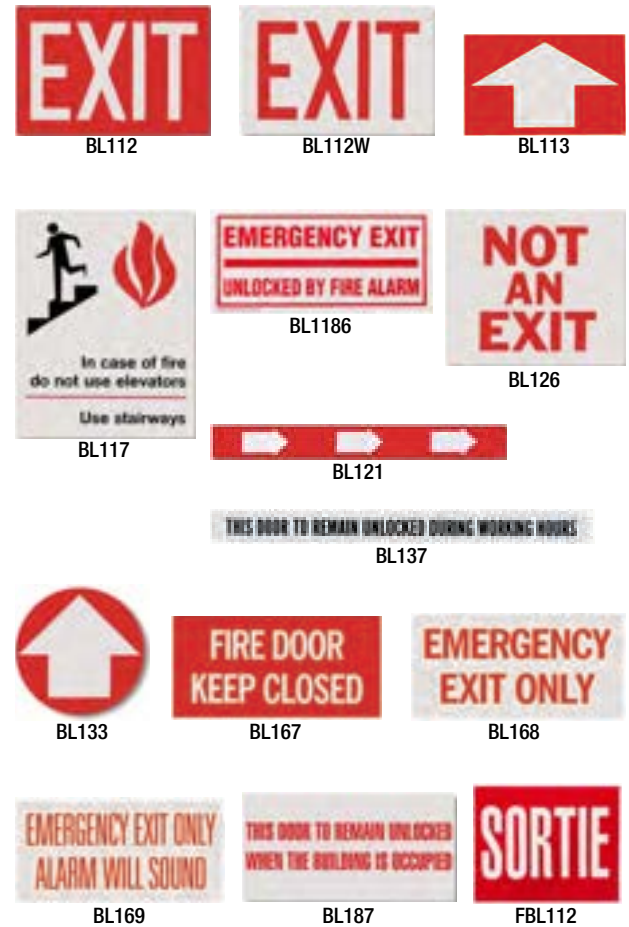 EXIT
EXIT
BL112
BL112W
BL113
EMERGENCY EXIT
UNLOCKED BY FIRE ALARM
BL1186
NOT
AN
EXIT
BL126
In case of fire
do not use elevators
Use stairways
BL117
BL121
THIS DOOR TO REMAIN UNLOCKED DURING WORKING HOURS
BL137
BL133
FIRE DOOR
KEEP CLOSED
BL167
EMERGENCY
EXIT ONLY
BL168
EMERGENCY EXIT ONLY
ALARM WILL SOUND
BL169
THIS DOOR TO REMAIN UNLOCKED
WHEN THE BUILDING IS OCCUPIED
BL187
SORTIE
FBL112